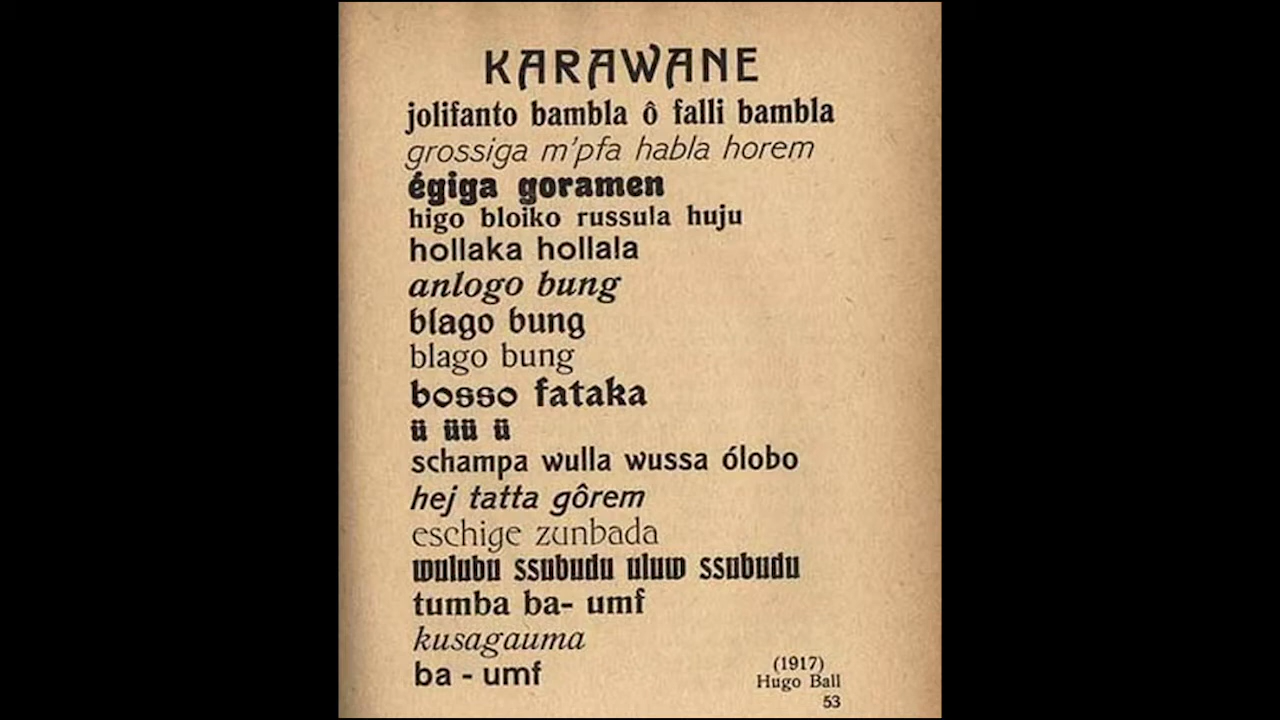 KARAWANE
jolifanto bambla ô falli bambla
grossiga m'pfa habla horem
égiga goramen
higo bloiko russula huju
hollaka hollala
anlogo bung
blago bung
blago bung
bosso fataka
ü üü ü
schampa wulla wussa ólobo
hej tatta gôrem
eschige zunbada
wulubu ssubudu uluw ssubudu
tumba ba- umf
kusagauma
ba - umf
(1917)
Hugo Ball
53